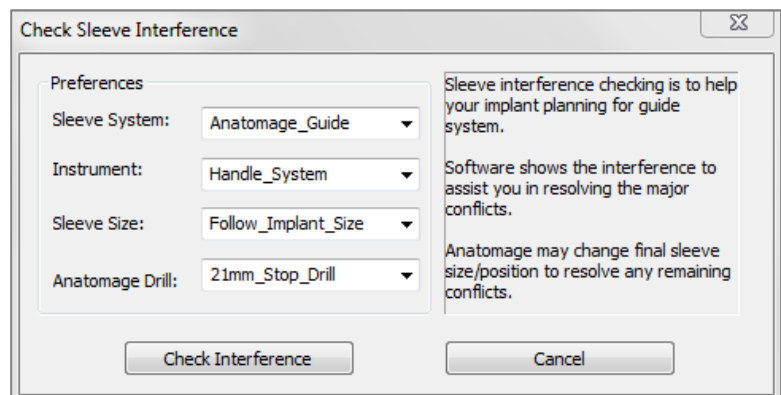 Check Sleeve Interference
Preferences
Sleeve System: Anatomage_Guide
Instrument: Handle_System
Sleeve Size: Follow_Implant_Size
Anatomage Drill: 21mm_Stop_Drill
Sleeve interference checking is to help
your implant planning for guide
system.
Software shows the interference to
assist you in resolving the major
conflicts.
Anatomage may change final sleeve
size/position to resolve any remaining
conflicts.
Check Interference
Cancel